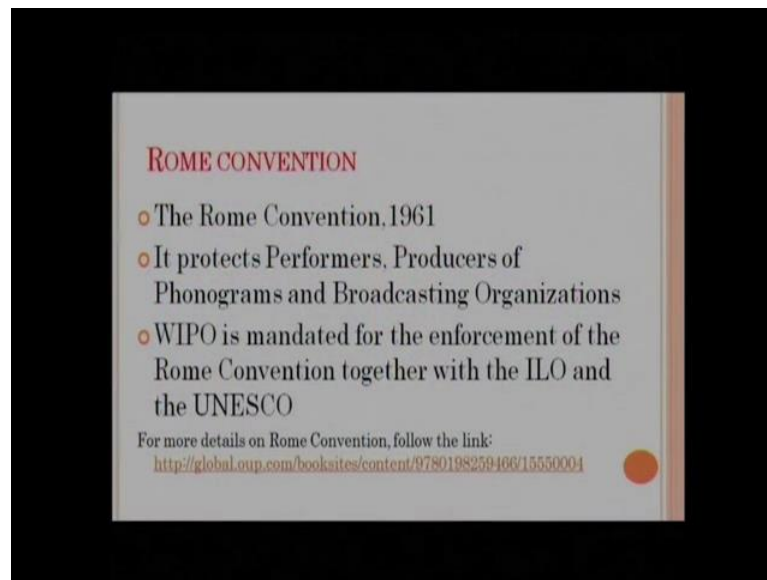 ROME CONVENTION
The Rome Convention, 1961
It protects Performers, Producers of
Phonograms and Broadcasting Organizations
WIPO is mandated for the enforcement of the
Rome Convention together with the ILO and
the UNESCO
For more details on Rome Convention, follow the link:
http://global.oup.com/booksites/content/9780198259466/15550004